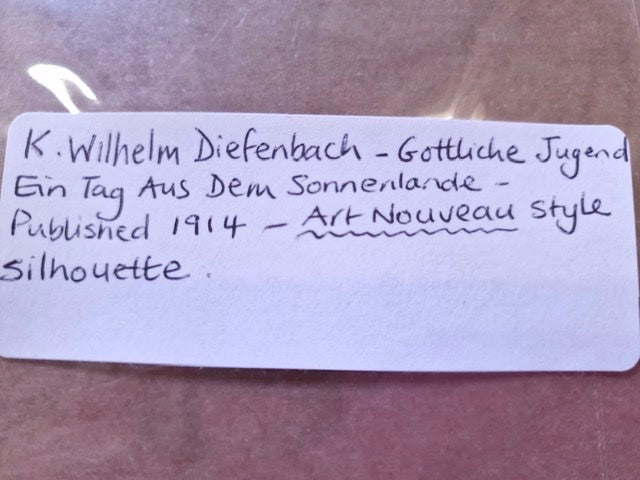 K. Wilhelm Diefenbach - Gottliche Jugend
Ein Tag Aus Dem Sonnenlande -
Published 1914 - Art Nouveau style
silhouette.